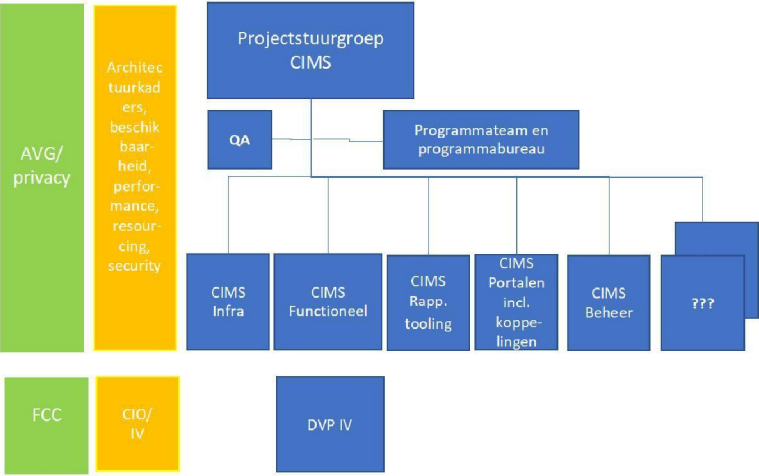 AVG/
privacy
Architec
tuurkad
ers,
beschik
baar-
heid,
perfor-
mance,
resour-
cing,
security
Projectstuurgroep
CIMS
QA
Programmateam en
programmabureau
CIMS
Infra
CIMS
Functioneel
CIMS
Rapp.
tooling
CIMS
Portalen
incl.
koppe-
lingen
CIMS
Beheer
???
FCC
CIO/
IV
DVP IV